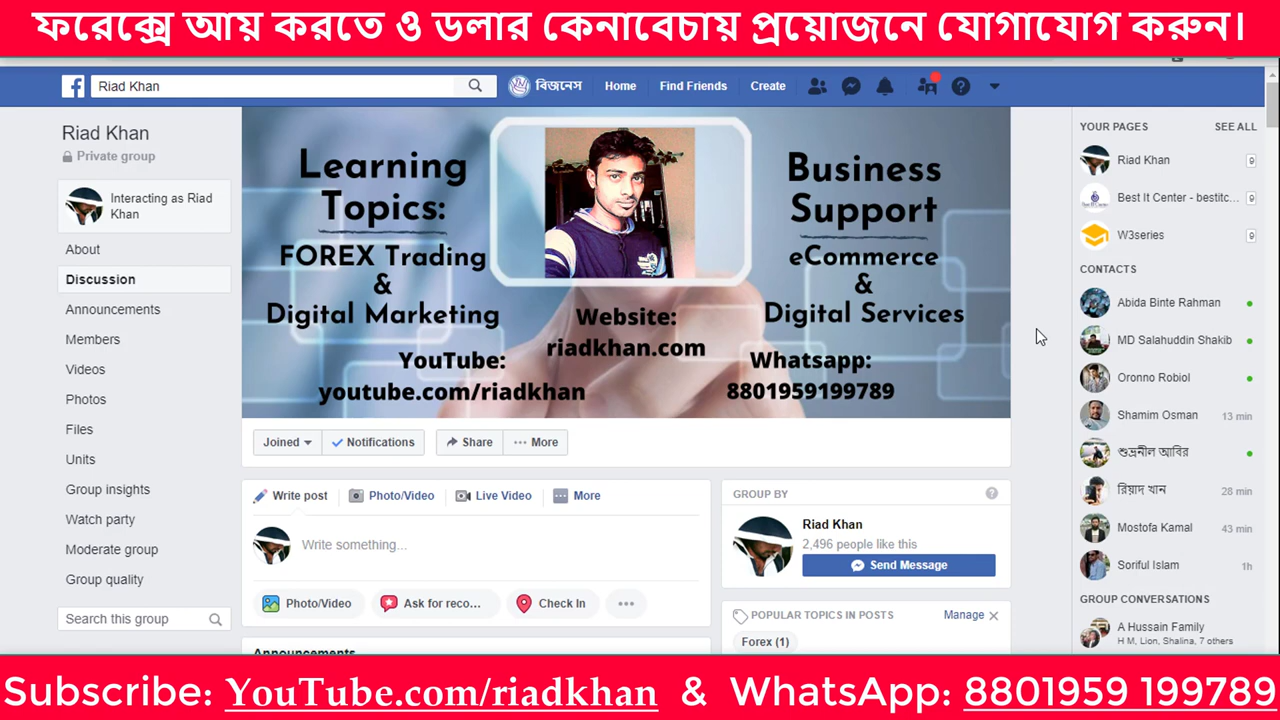 ফরেক্সে আয় করতে ও ডলার কেনাবেচায় প্রয়োজনে যোগাযোগ করুন।
Riad Khan
বিজনেস
Home
Find Friends
Create
Riad Khan
Private group
Interacting as Riad
Khan
About
Discussion
Announcements
Members
Videos
Photos
Files
Units
Group insights
Watch party
Moderate group
Group quality
Search this group
Learning
Topics:
FOREX Trading
&
Digital Marketing
YouTube:
youtube.com/riadkhan
Website:
riadkhan.com
Business
Support
eCommerce
&
Digital Services
Whatsapp:
8801959199789
Joined
Notifications
Share
More
Write post
Photo/Video
Live Video
More
Write something...
Photo/Video
Ask for reco...
Check In
Announcements
GROUP BY
Riad Khan
2,496 people like this
Send Message
POPULAR TOPICS IN POSTS
Manage
Forex (1)
YOUR PAGES SEE ALL
Riad Khan 9
Best It Center - bestitc... 9
W3series 9
CONTACTS
Abida Binte Rahman
MD Salahuddin Shakib
Oronno Robiol
Shamim Osman 13 min
শুভ্রনীল আবির
রিয়াদ খান 28 min
Mostofa Kamal 43 min
Soriful Islam 1h
GROUP CONVERSATIONS
A Hussain Family
H M, Lion, Shalina, 7 others
Subscribe: YouTube.com/riadkhan & WhatsApp: 8801959 199789